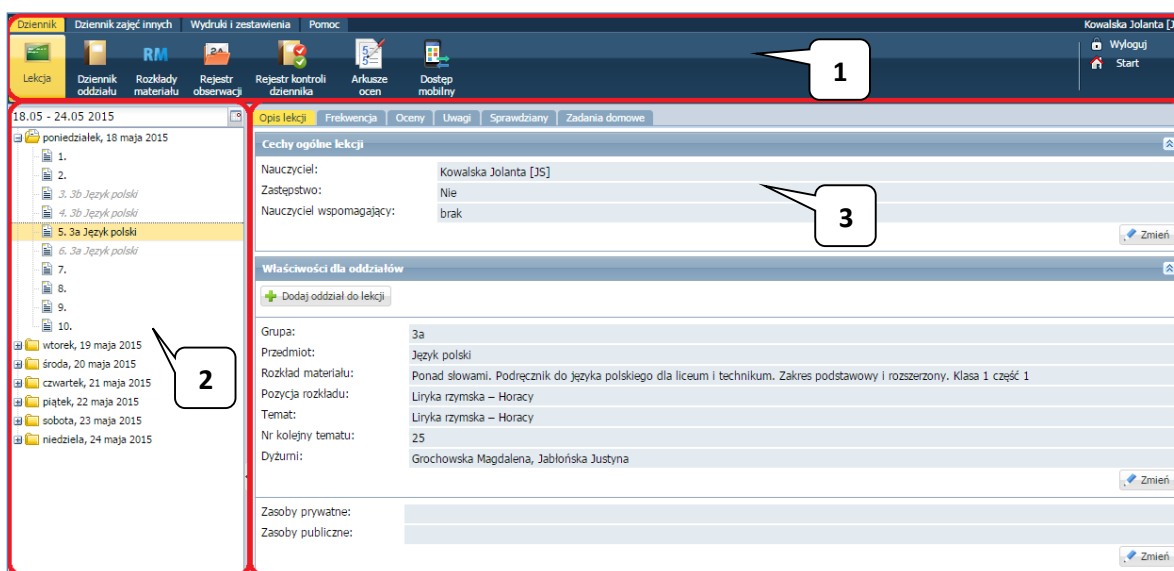 Dziennik Dziennik zajęć innych Wydruki i zestawienia Pomoc Kowalska Jolanta [J
Lekcja
Dziennik oddziału
RM Rozkłady materiału
Rejestr obserwacji
Rejestr kontroli dziennika
Arkusze ocen
Dostęp mobilny
Wyloguj
Start
1
18.05 - 24.05 2015
poniedziałek, 18 maja 2015
1.
2.
3. 3b Język polski
4. 3b Język polski
5. 3a Język polski
6. 3a Język polski
7.
8.
9.
10.
wtorek, 19 maja 2015
środa, 20 maja 2015
czwartek, 21 maja 2015
piątek, 22 maja 2015
sobota, 23 maja 2015
niedziela, 24 maja 2015
2
Opis lekcji Frekwencja Oceny Uwagi Sprawdziany Zadania domowe
Cechy ogólne lekcji
Nauczyciel: Kowalska Jolanta [JS]
Zastępstwo: Nie
Nauczyciel wspomagający: brak
3
Zmień
Właściwości dla oddziałów
Dodaj oddział do lekcji
Grupa: 3a
Przedmiot: Język polski
Rozkład materiału: Ponad słowami. Podręcznik do języka polskiego dla liceum i technikum. Zakres podstawowy i rozszerzony. Klasa 1 część 1
Pozycja rozkładu: Liryka rzymska – Horacy
Temat: Liryka rzymska – Horacy
Nr kolejny tematu: 25
Dyżurni: Grochowska Magdalena, Jabłońska Justyna
Zmień
Zasoby prywatne:
Zasoby publiczne:
Zmień